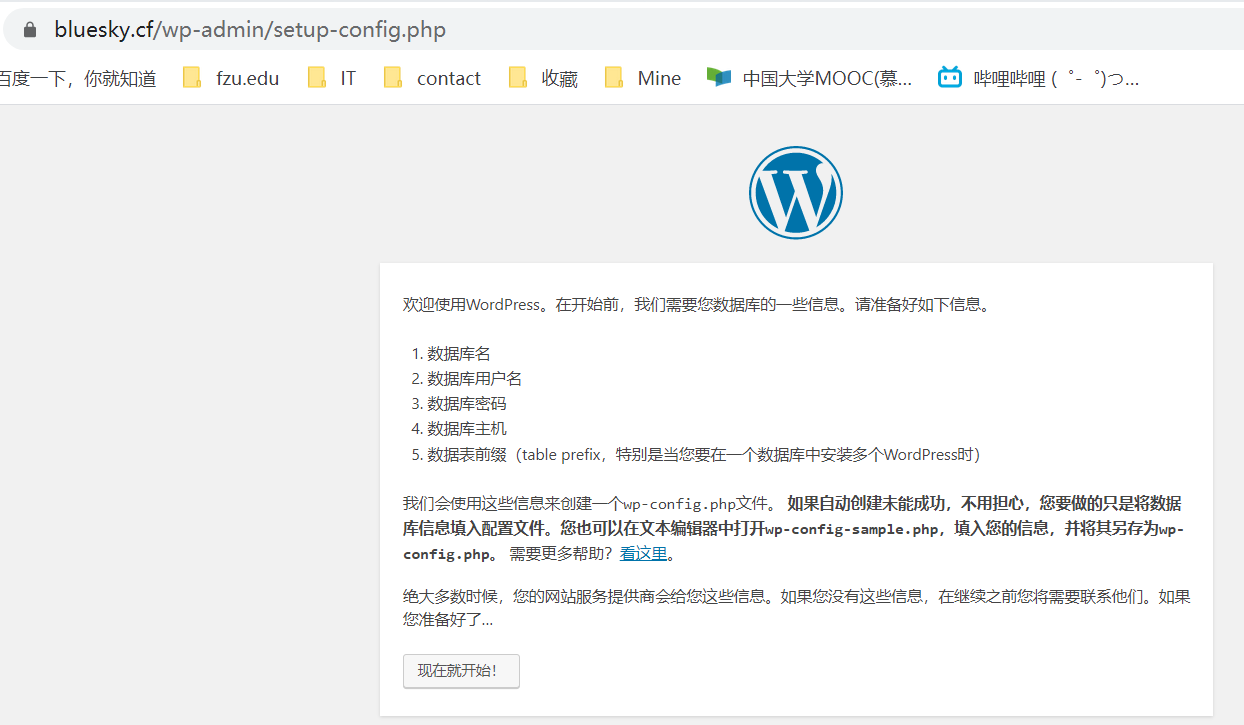 bluesky.cf/wp-admin/setup-config.php
百度一下，你就知道 fzu.edu IT contact 收藏 Mine 中国大学MOOC(慕... 哔哩哔哩 ( ゜- ゜)つ...
欢迎使用WordPress。在开始前，我们需要您数据库的一些信息。请准备好如下信息。
1. 数据库名
2. 数据库用户名
3. 数据库密码
4. 数据库主机
5. 数据表前缀（table prefix，特别是当您要在一个数据库中安装多个WordPress时）
我们会使用这些信息来创建一个wp-config.php文件。 如果自动创建未能成功，不用担心，您要做的只是将数据
库信息填入配置文件。您也可以在文本编辑器中打开wp-config-sample.php，填入您的信息，并将其另存为wp-
config.php。 需要更多帮助？看这里。
绝大多数时候，您的网站服务提供商会给您这些信息。如果您没有这些信息，在继续之前您将需要联系他们。如果
您准备好了...
现在就开始！